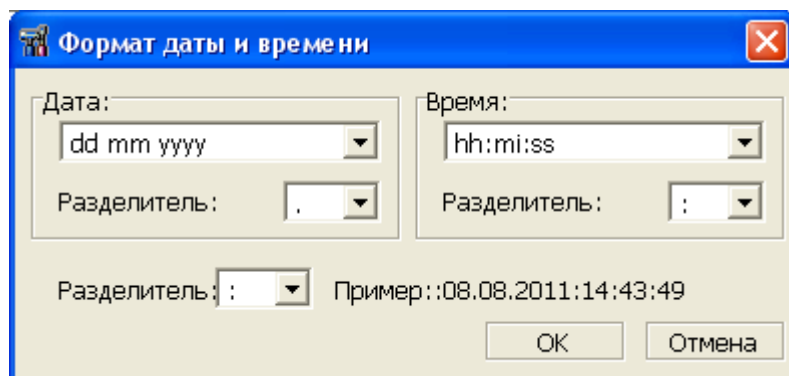 Формат даты и времени
Дата: Время:
dd mm yyyy hh:mi:ss
Разделитель: . Разделитель: :
Разделитель: : Пример::08.08.2011:14:43:49
OK Отмена